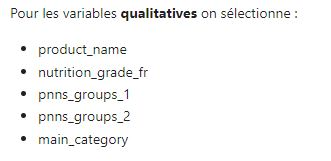 Pour les variables qualitatives on sélectionne :
• product_name
• nutrition_grade_fr
• pnns_groups_1
• pnns_groups_2
• main_category